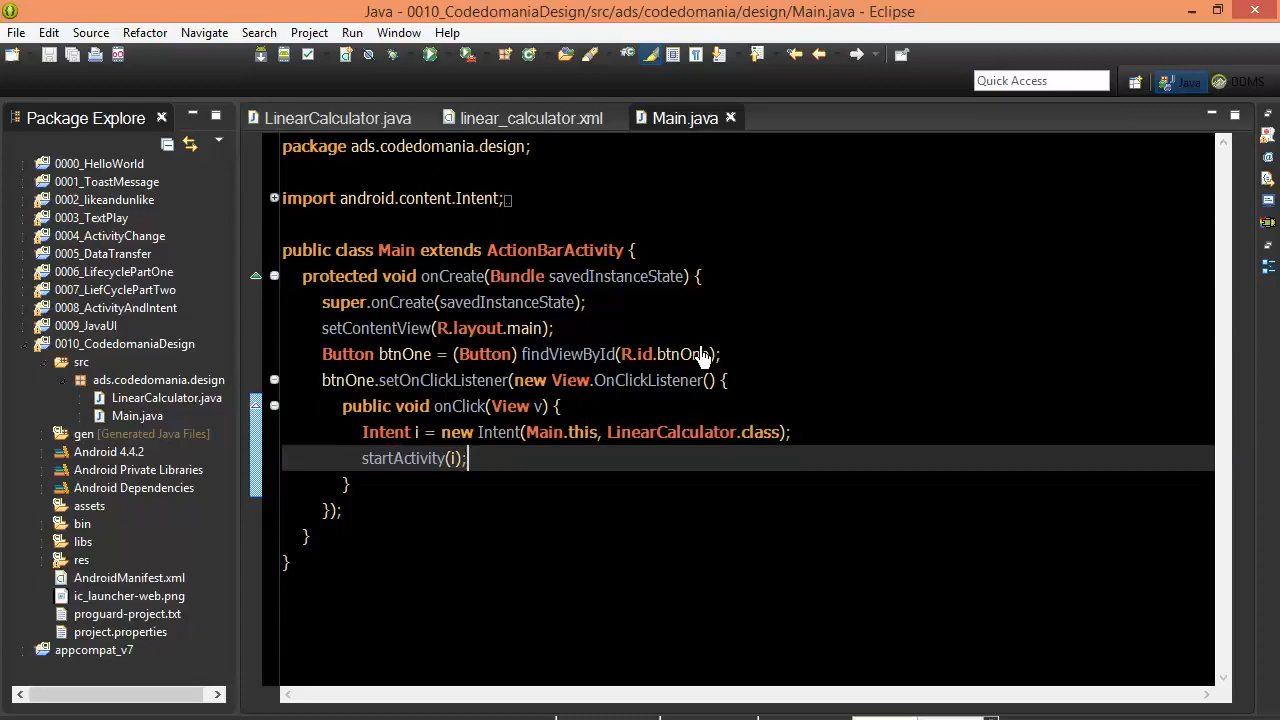 Java - 0010_CodedomaniaDesign/src/ads/codedomania/design/Main.java - Eclipse
File Edit Source Refactor Navigate Search Project Run Window Help
Quick Access
Java
DDMS
Package Explorer
LinearCalculator.java
linear_calculator.xml
Main.java
0000_HelloWorld
0001_ToastMessage
0002_likeandunlike
0003_TextPlay
0004_ActivityChange
0005_DataTransfer
0006_LifecyclePartOne
0007_LiefCyclePartTwo
0008_ActivityAndIntent
0009_JavaUI
0010_CodedomaniaDesign
src
ads.codedomania.design
LinearCalculator.java
Main.java
gen [Generated Java Files]
Android 4.4.2
Android Private Libraries
Android Dependencies
assets
bin
libs
res
AndroidManifest.xml
ic_launcher-web.png
proguard-project.txt
project.properties
appcompat_v7
package ads.codedomania.design;
import android.content.Intent;
public class Main extends ActionBarActivity {
protected void onCreate(Bundle savedInstanceState) {
super.onCreate(savedInstanceState);
setContentView(R.layout.main);
Button btnOne = (Button) findViewById(R.id.btnOne);
btnOne.setOnClickListener(new View.OnClickListener() {
public void onClick(View v) {
Intent i = new Intent(Main.this, LinearCalculator.class);
startActivity(i);
}
});
}
}